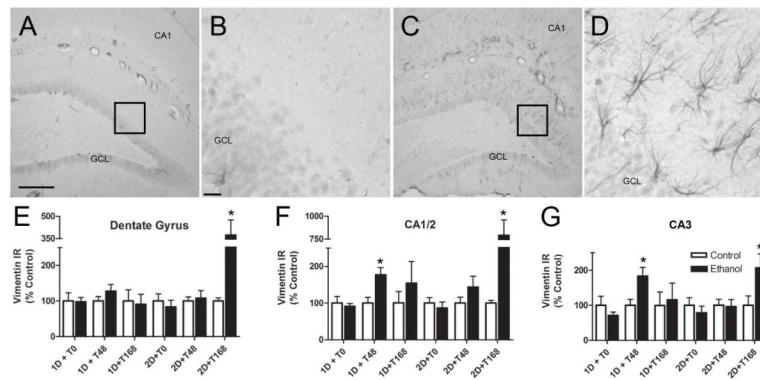 A
CA1
GCL
B
GCL
C
CA1
GCL
D
GCL
E
Dentate Gyrus
Vimentin IR
(% Control)
500
300
200
100
0
*
1D + T0
1D + T48
1D+T168
2D+T0
2D+T48
2D+T168
F
CA1/2
Vimentin IR
(% Control)
1000
750
200
100
0
*
*
1D + T0
1D + T48
1D+T168
2D+T0
2D+T48
2D+T168
G
CA3
Control
Ethanol
Vimentin IR
(% Control)
200
100
0
*
*
1D + T0
1D + T48
1D+T168
2D+T0
2D+T48
2D+T168